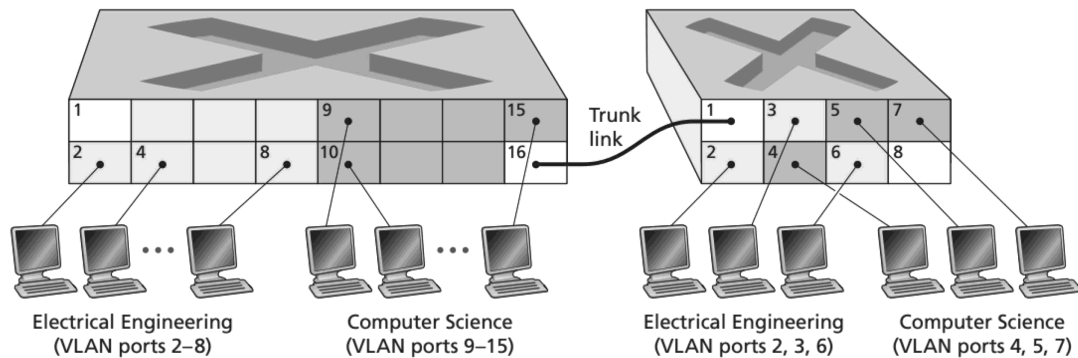 1
9
15
2
4
8
10
16
Trunk
link
1
3
5
7
2
4
6
8
Electrical Engineering
(VLAN ports 2–8)
Computer Science
(VLAN ports 9–15)
Electrical Engineering
(VLAN ports 2, 3, 6)
Computer Science
(VLAN ports 4, 5, 7)